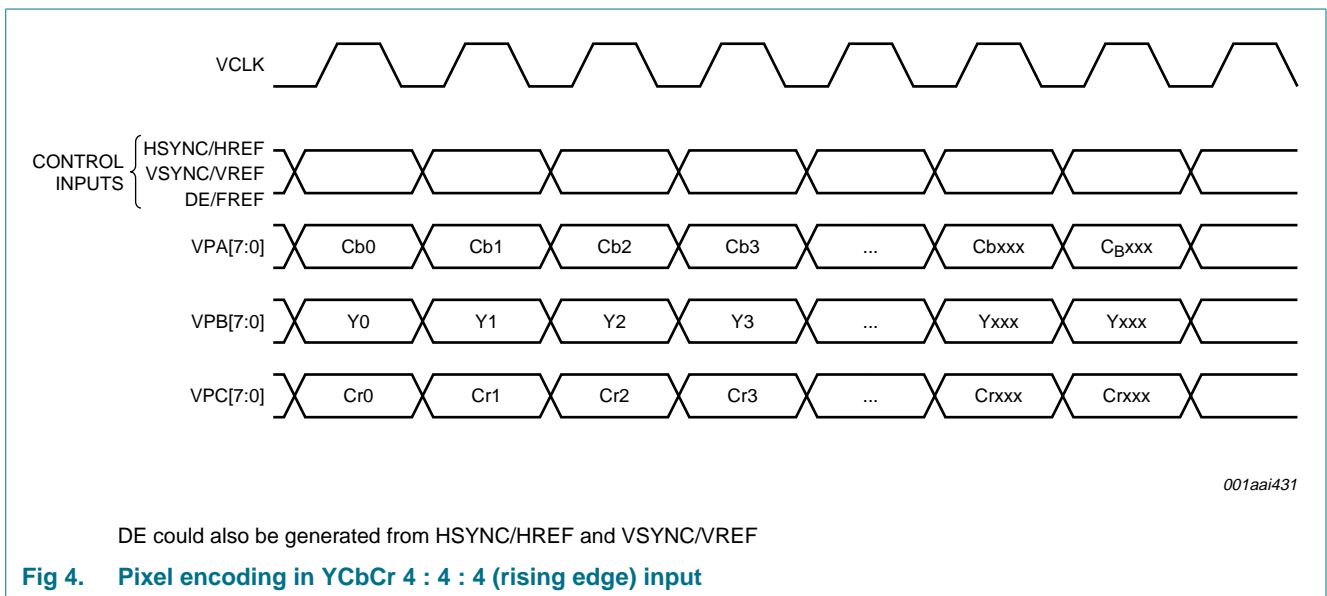 VCLK
CONTROL INPUTS
HSYNC/HREF
VSYNC/VREF
DE/FREF
VPA[7:0] Cb0 Cb1 Cb2 Cb3 ... Cbxxx CBxxx
VPB[7:0] Y0 Y1 Y2 Y3 ... Yxxx Yxxx
VPC[7:0] Cr0 Cr1 Cr2 Cr3 ... Crxxx Crxxx
001aai431
DE could also be generated from HSYNC/HREF and VSYNC/VREF
Fig 4. Pixel encoding in YCbCr 4 : 4 : 4 (rising edge) input